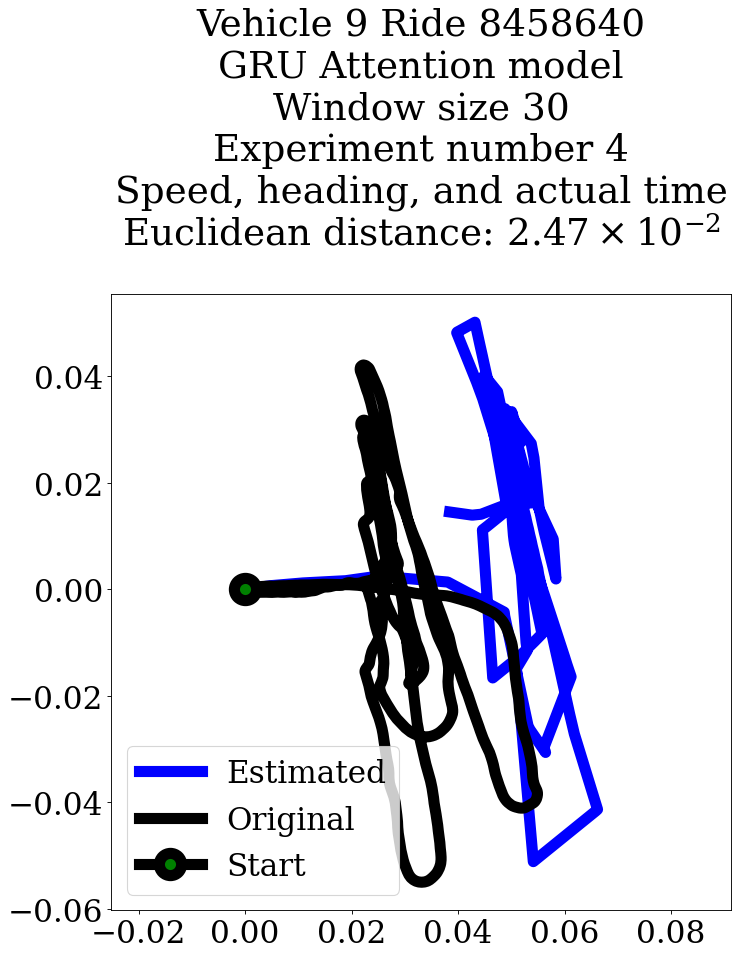 Vehicle 9 Ride 8458640
GRU Attention model
Window size 30
Experiment number 4
Speed, heading, and actual time
Euclidean distance: 2.47 × 10⁻²
0.04
0.02
0.00
−0.02
−0.04
−0.06
Estimated
Original
Start
−0.02 0.00 0.02 0.04 0.06 0.08